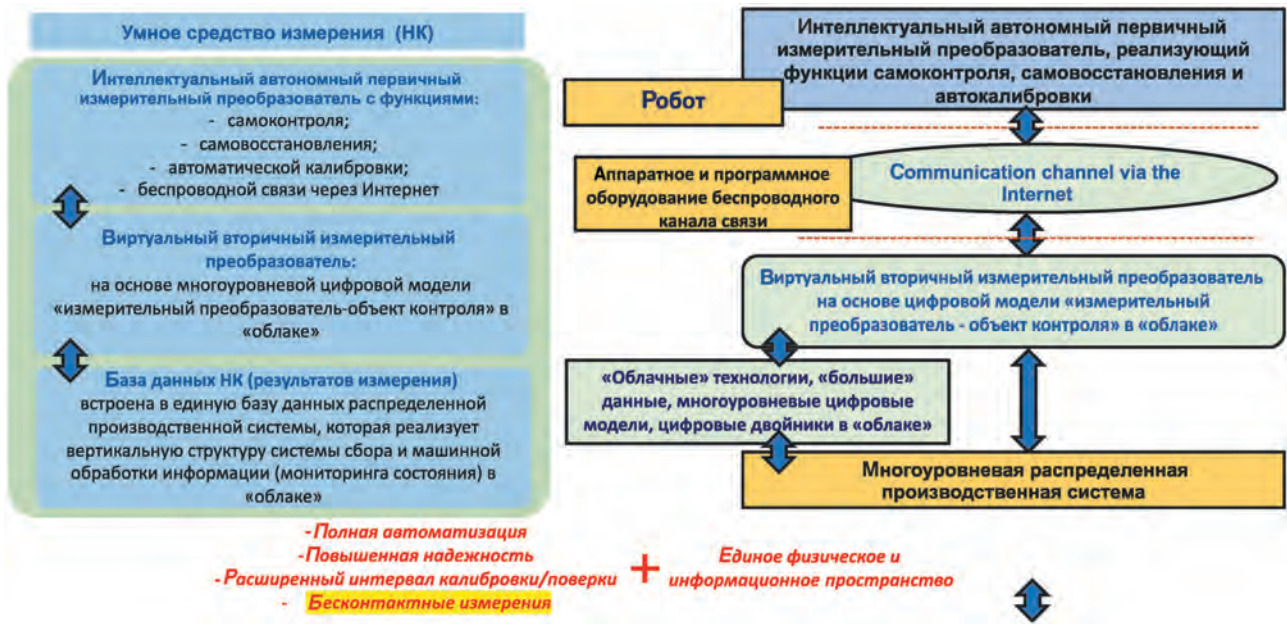 Умное средство измерения (НК)
Интеллектуальный автономный первичный
измерительный преобразователь с функциями:
- самоконтроля;
- самовосстановления;
- автоматической калибровки;
- беспроводной связи через Интернет
Виртуальный вторичный измерительный
преобразователь:
на основе многоуровневой цифровой модели
«измерительный преобразователь-объект контроля» в
«облаке»
База данных НК (результатов измерения)
встроена в единую базу данных распределенной
производственной системы, которая реализует
вертикальную структуру системы сбора и машинной
обработки информации (мониторинга состояния) в
«облаке»
Интеллектуальный автономный первичный
измерительный преобразователь, реализующий
функции самоконтроля, самовосстановления и
автокалибровки
Робот
Аппаратное и программное
оборудование беспроводного
канала связи
Communication channel via the
Internet
Виртуальный вторичный измерительный преобразователь
на основе цифровой модели «измерительный
преобразователь - объект контроля» в «облаке»
«Облачные» технологии, «большие»
данные, многоуровневые цифровые
модели, цифровые двойники в «облаке»
Многоуровневая распределенная
производственная система
-Полная автоматизация
-Повышенная надежность
-Расширенный интервал калибровки/поверки
- Бесконтактные измерения
+
Единое физическое и
информационное пространство